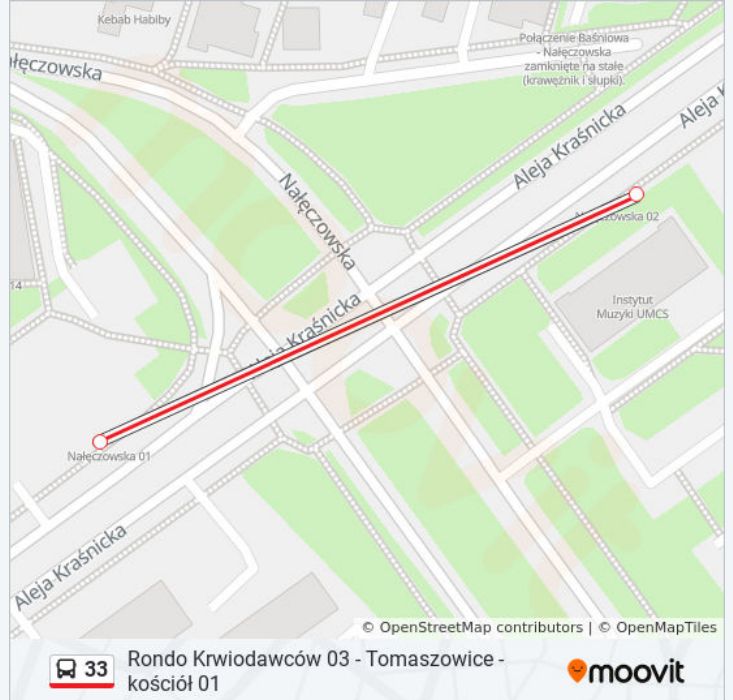 Kebab Habiby
Połączenie Baśniowa
- Nałęczowska
zamknięte na stałe
(krawężnik i słupki).
Aleja Kraśnicka
Nałęczowska
14
Nałęczowska 02
Instytut
Muzyki UMCS
Aleja Kraśnicka
Nałęczowska 01
Aleja Kraśnicka
© OpenStreetMap contributors | © OpenMapTiles
33
Rondo Krwiodawców 03 - Tomaszowice -
kościół 01
moovit